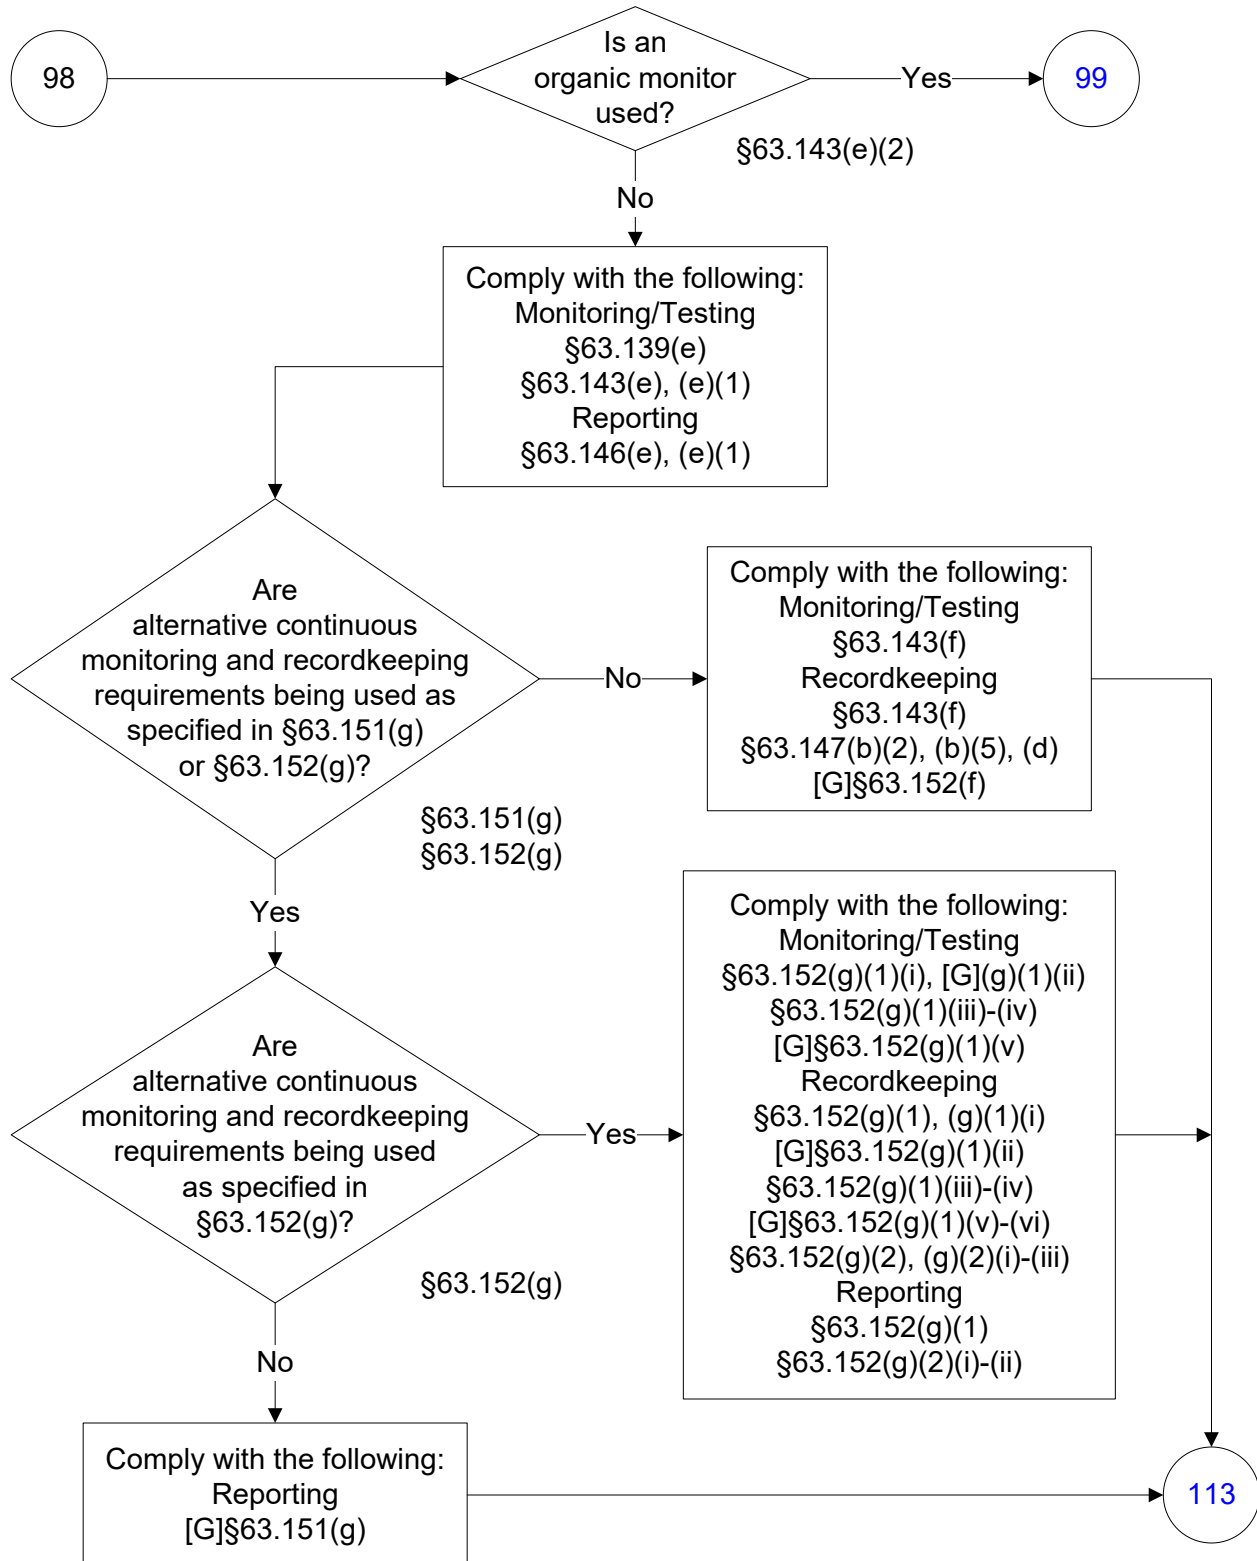 98
Is an
organic monitor
used?
Yes
99
§63.143(e)(2)
No
Comply with the following:
Monitoring/Testing
§63.139(e)
§63.143(e), (e)(1)
Reporting
§63.146(e), (e)(1)
Are
alternative continuous
monitoring and recordkeeping
requirements being used as
specified in §63.151(g)
or §63.152(g)?
No
Comply with the following:
Monitoring/Testing
§63.143(f)
Recordkeeping
§63.143(f)
§63.147(b)(2), (b)(5), (d)
[G]§63.152(f)
§63.151(g)
§63.152(g)
Yes
Are
alternative continuous
monitoring and recordkeeping
requirements being used
as specified in
§63.152(g)?
Yes
Comply with the following:
Monitoring/Testing
§63.152(g)(1)(i), [G](g)(1)(ii)
§63.152(g)(1)(iii)-(iv)
[G]§63.152(g)(1)(v)
Recordkeeping
§63.152(g)(1), (g)(1)(i)
[G]§63.152(g)(1)(ii)
§63.152(g)(1)(iii)-(iv)
[G]§63.152(g)(1)(v)-(vi)
§63.152(g)(2), (g)(2)(i)-(iii)
Reporting
§63.152(g)(1)
§63.152(g)(2)(i)-(ii)
§63.152(g)
No
Comply with the following:
Reporting
[G]§63.151(g)
113